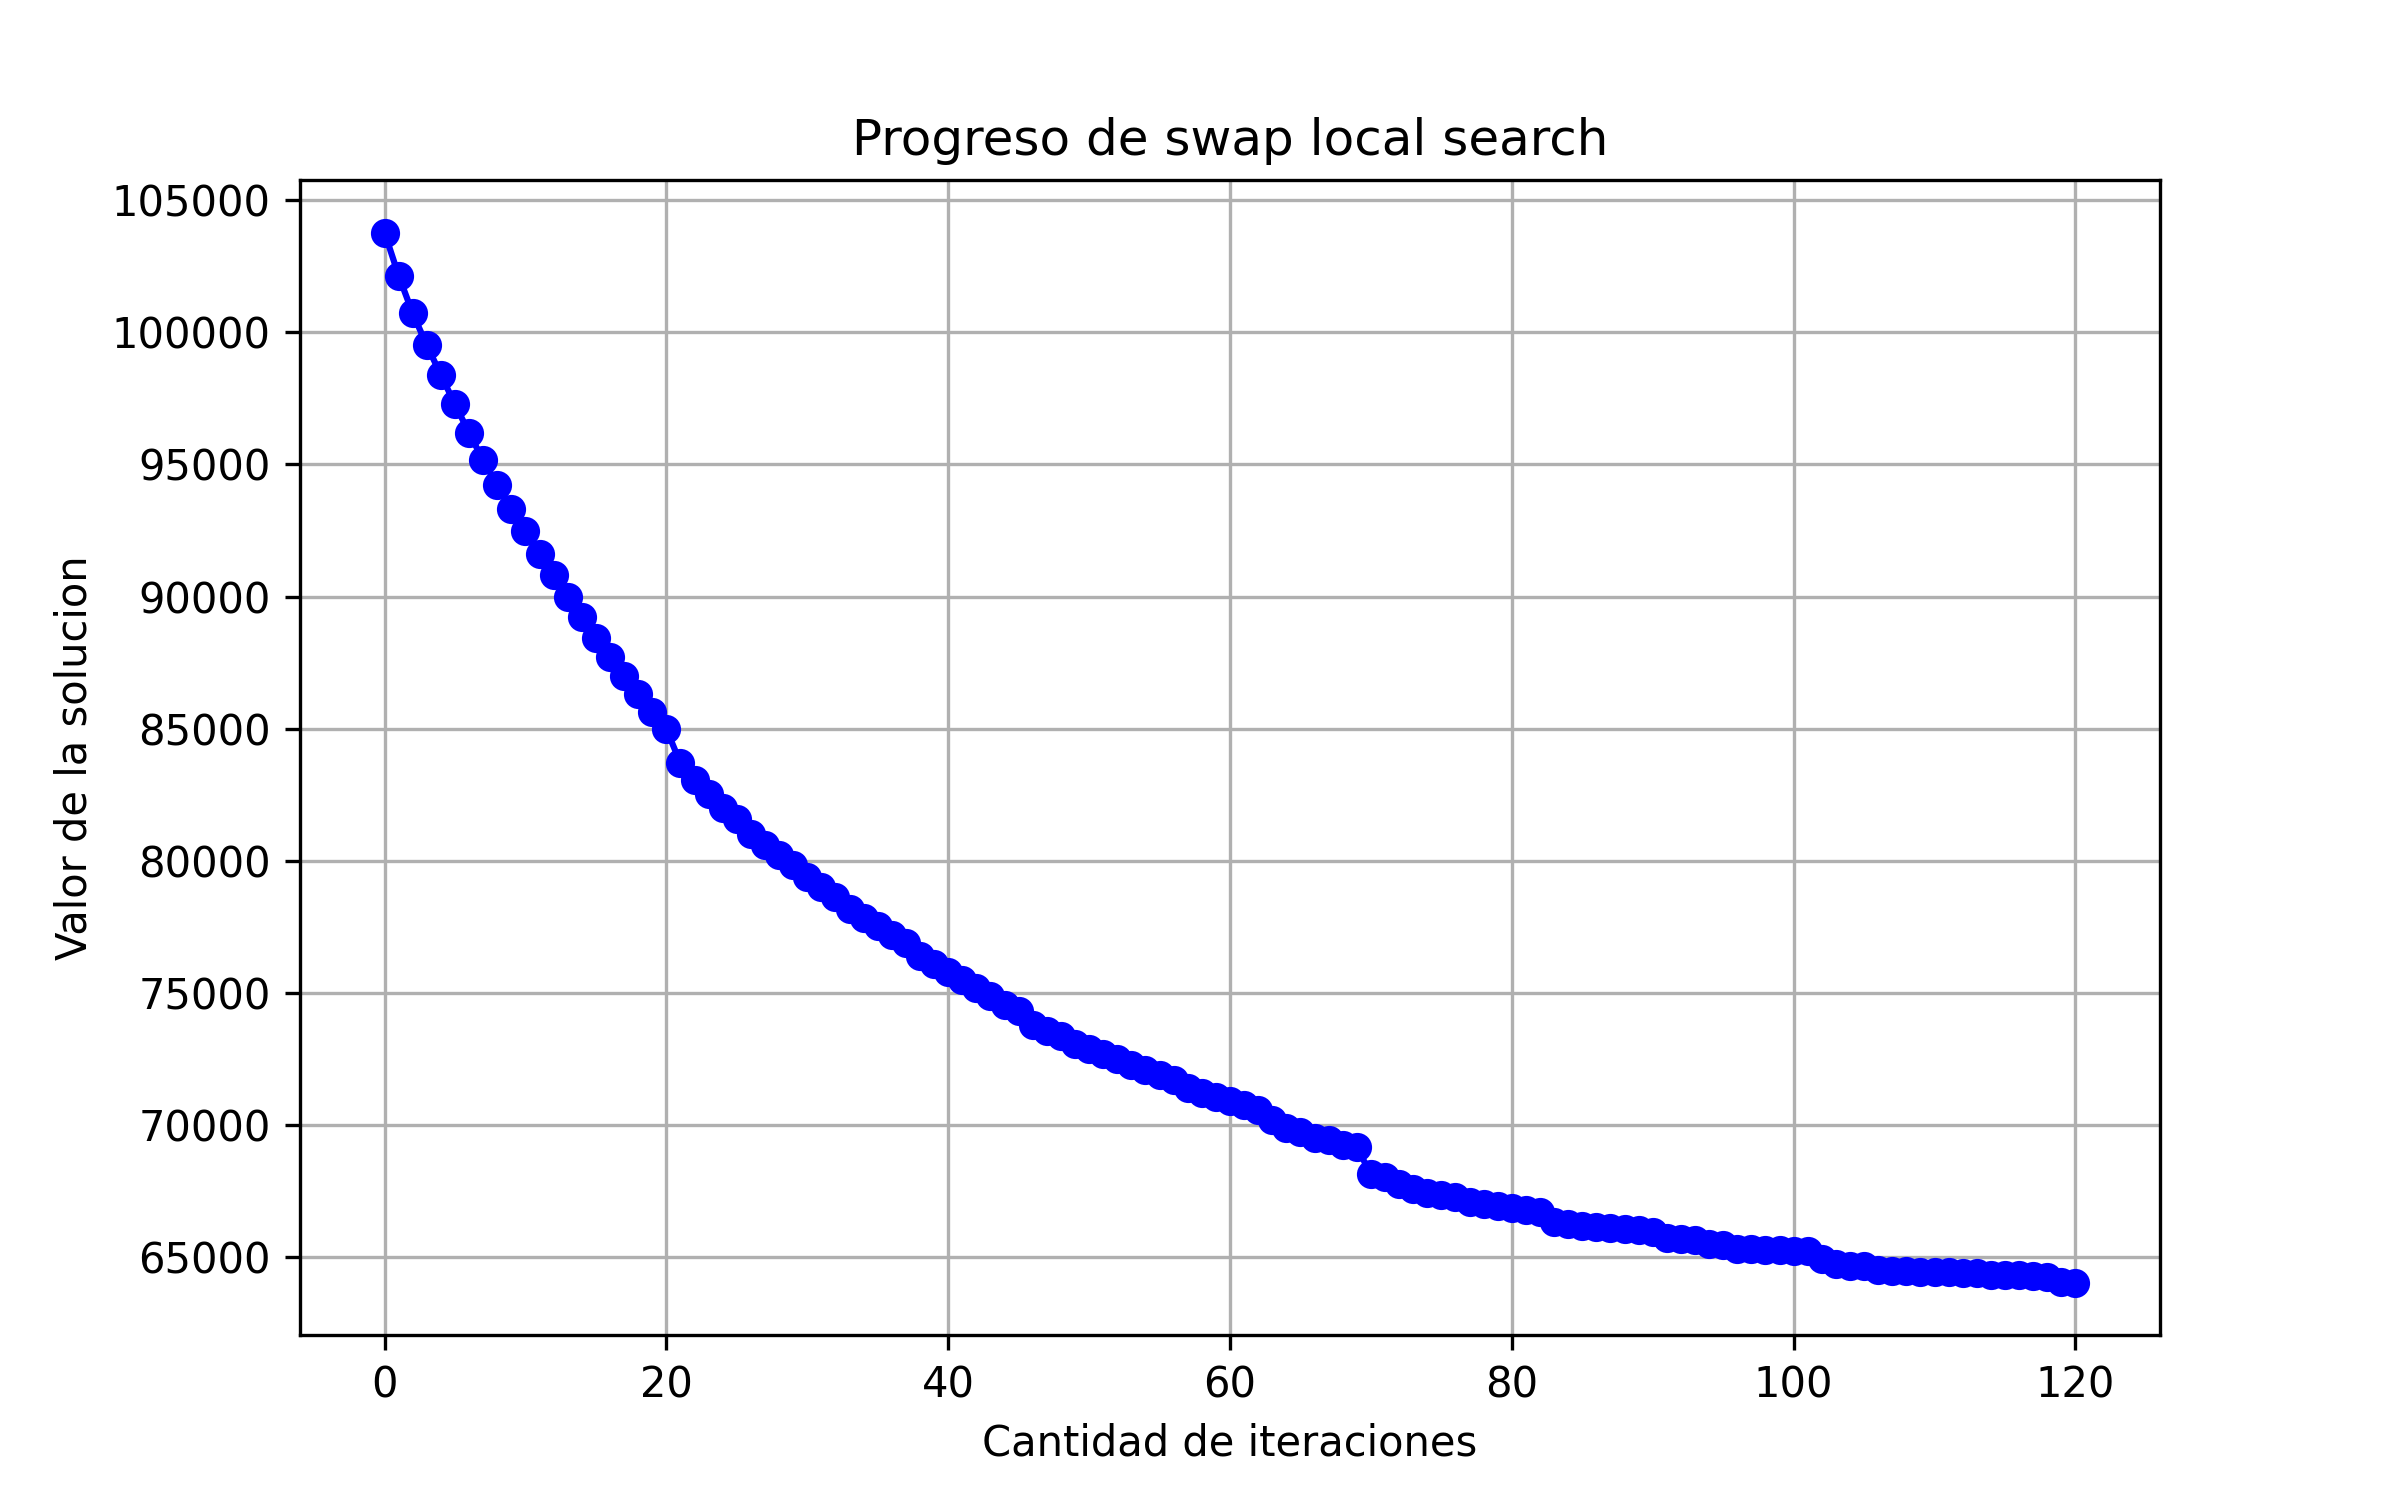 Progreso de swap local search
105000
100000
95000
90000
85000
80000
75000
70000
65000
Valor de la solucion
0 20 40 60 80 100 120
Cantidad de iteraciones